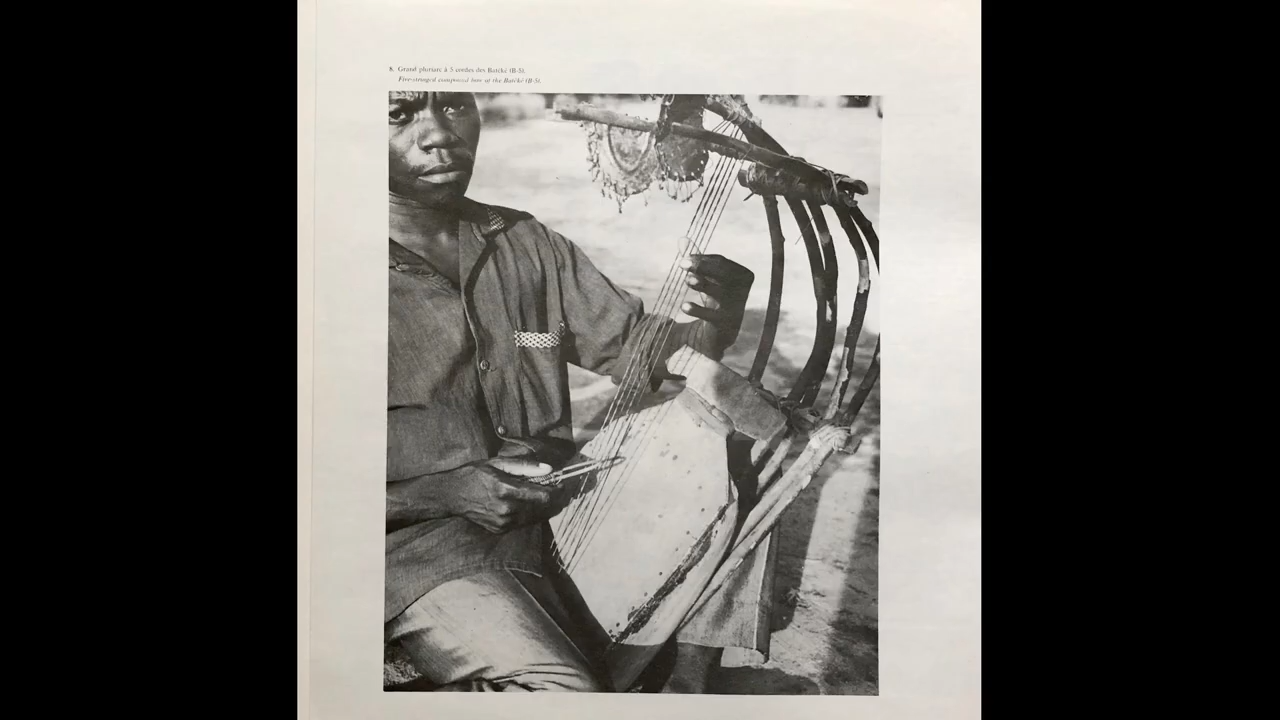 8. Grand pluriarc à 5 cordes des Batéké (B-5).
Five-stringed compound bow of the Batéké (B-5).